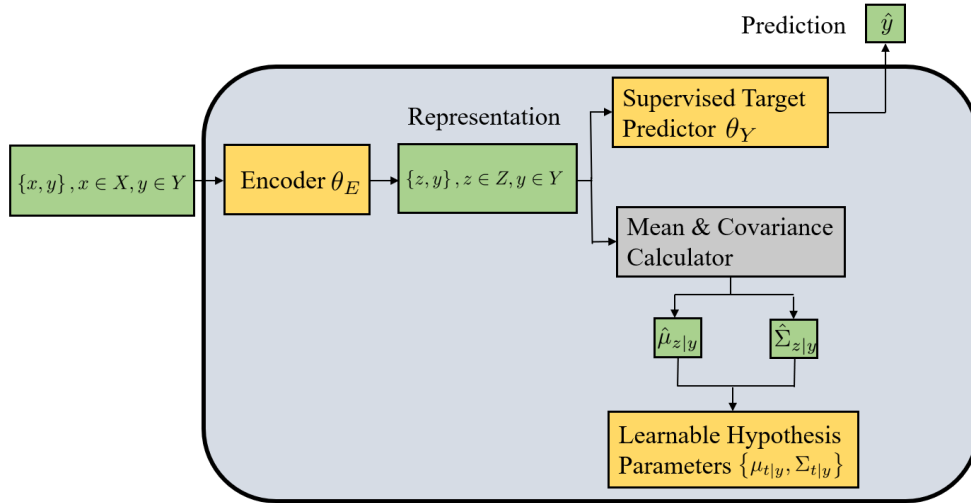 Prediction
ŷ
Supervised Target
Predictor θ_Y
Representation
{x, y} , x ∈ X, y ∈ Y
Encoder θ_E
{z, y} , z ∈ Z, y ∈ Y
Mean & Covariance
Calculator
μ̂_{z|y}
Σ̂_{z|y}
Learnable Hypothesis
Parameters {μ_{t|y}, Σ_{t|y}}